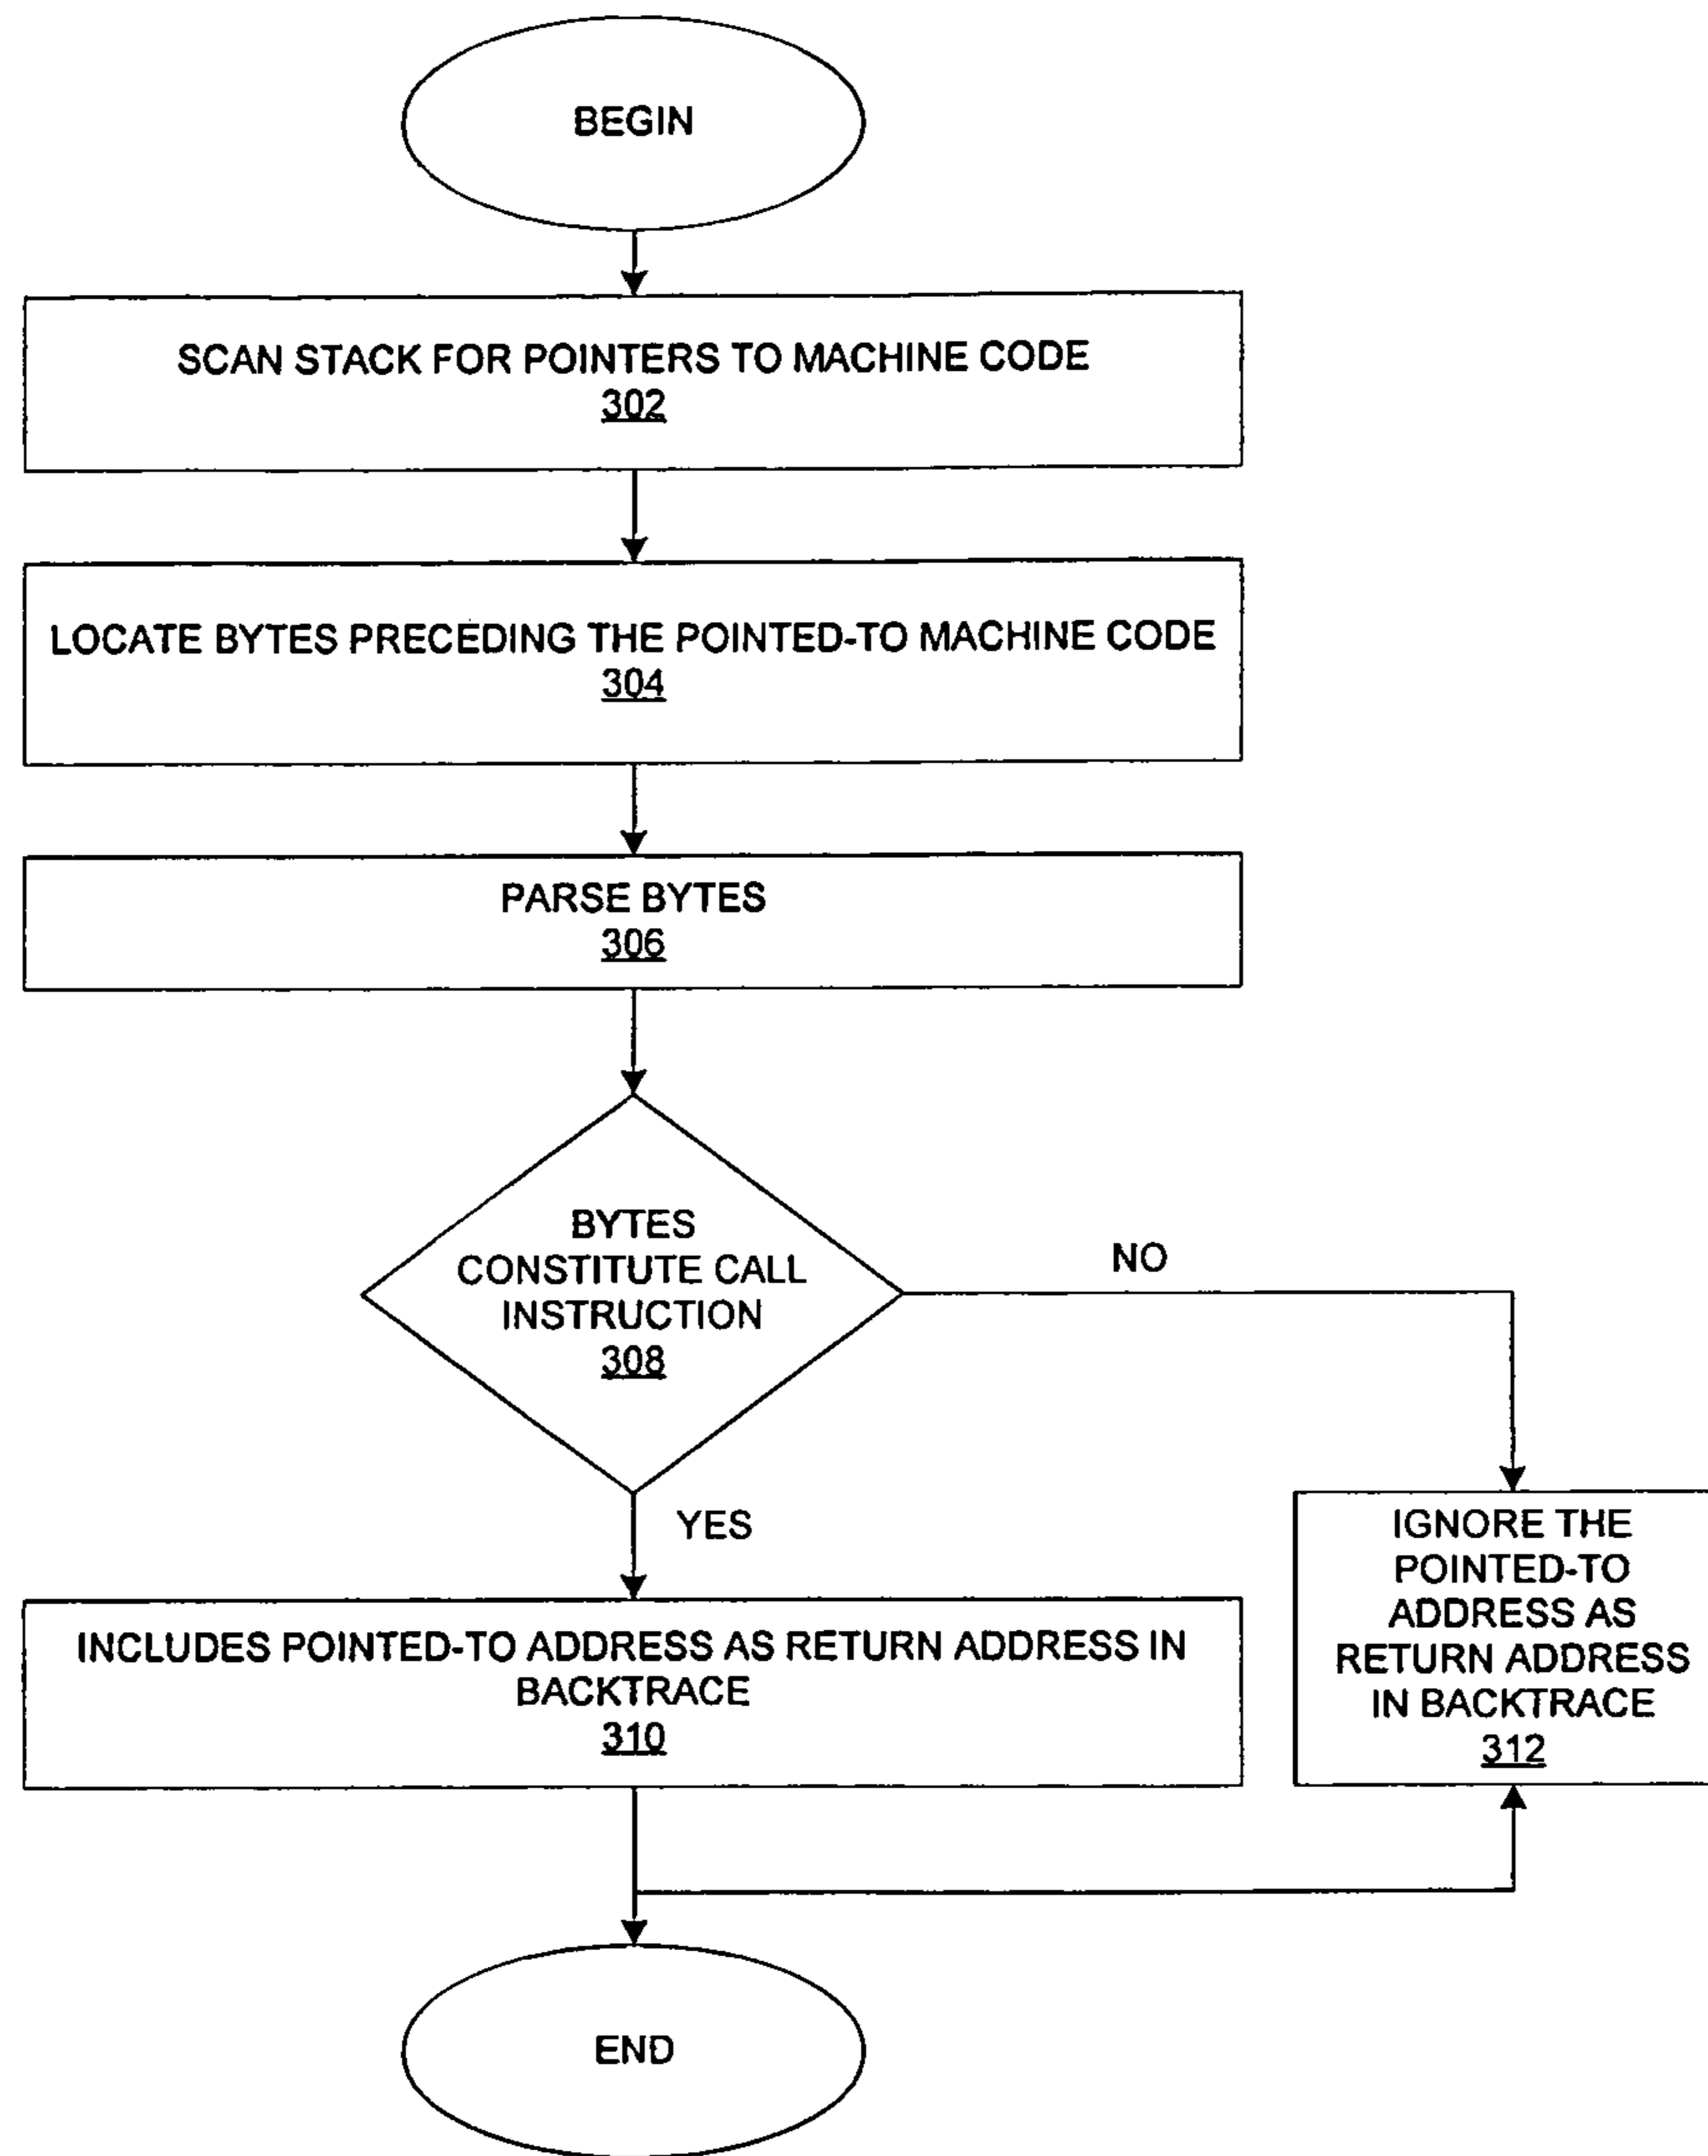 BEGIN
SCAN STACK FOR POINTERS TO MACHINE CODE
302
LOCATE BYTES PRECEDING THE POINTED-TO MACHINE CODE
304
PARSE BYTES
306
BYTES
CONSTITUTE CALL
INSTRUCTION
308
NO
YES
INCLUDES POINTED-TO ADDRESS AS RETURN ADDRESS IN
BACKTRACE
310
IGNORE THE
POINTED-TO
ADDRESS AS
RETURN ADDRESS
IN BACKTRACE
312
END